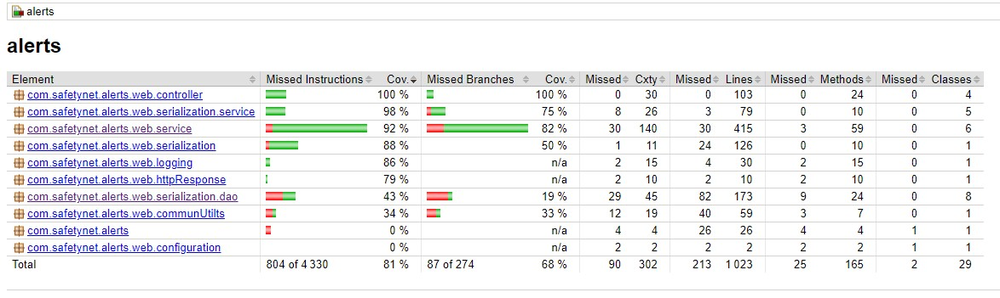 alerts
alerts
Element Missed Instructions Cov. Missed Branches Cov. Missed Cxty Missed Lines Missed Methods Missed Classes
com.safetynet.alerts.web.controller 100 % 100 % 0 30 0 103 0 24 0 4
com.safetynet.alerts.web.serialization.service 98 % 75 % 8 26 3 79 0 10 0 5
com.safetynet.alerts.web.service 92 % 82 % 30 140 30 415 3 59 0 6
com.safetynet.alerts.web.serialization 88 % 50 % 1 11 24 126 0 10 0 1
com.safetynet.alerts.web.logging 86 % n/a 2 15 4 30 2 15 0 1
com.safetynet.alerts.web.httpResponse 79 % n/a 2 10 2 10 2 10 0 1
com.safetynet.alerts.web.serialization.dao 43 % 19 % 29 45 82 173 9 24 0 8
com.safetynet.alerts.web.communUtilts 34 % 33 % 12 19 40 59 3 7 0 1
com.safetynet.alerts 0 % n/a 4 4 26 26 4 4 1 1
com.safetynet.alerts.web.configuration 0 % n/a 2 2 2 2 2 2 1 1
Total 804 of 4 330 81 % 87 of 274 68 % 90 302 213 1 023 25 165 2 29